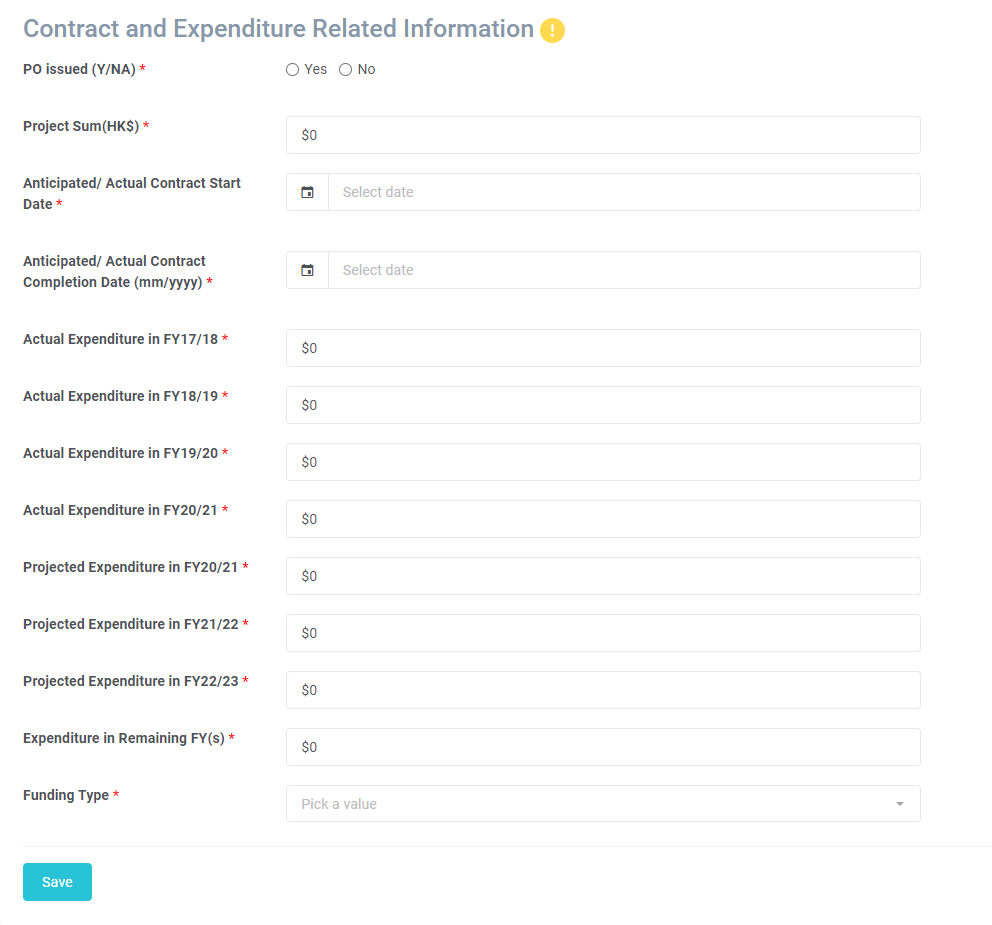 Contract and Expenditure Related Information !
PO issued (Y/NA) * Yes No
Project Sum(HK$) * $0
Anticipated/ Actual Contract Start
Date *
Select date
Anticipated/ Actual Contract
Completion Date (mm/yyyy) *
Select date
Actual Expenditure in FY17/18 * $0
Actual Expenditure in FY18/19 * $0
Actual Expenditure in FY19/20 * $0
Actual Expenditure in FY20/21 * $0
Projected Expenditure in FY20/21 * $0
Projected Expenditure in FY21/22 * $0
Projected Expenditure in FY22/23 * $0
Expenditure in Remaining FY(s) * $0
Funding Type * Pick a value
Save